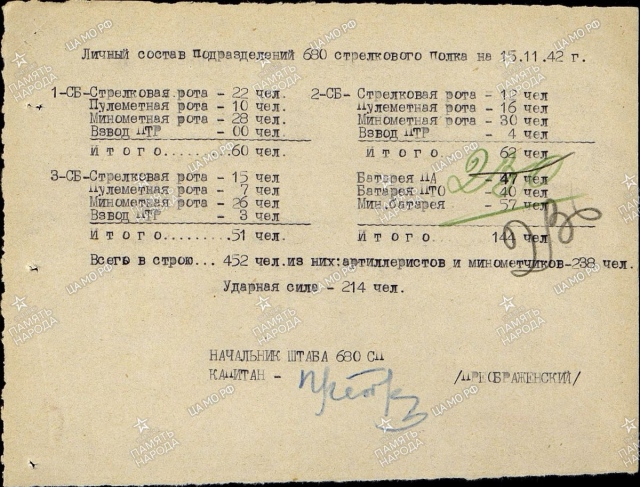 Личный состав подразделений 680 стрелкового полка на 15.11.42 г.
1-СБ-Стрелковая рота - 22 чел.
Пулеметная рота - 10 чел.
Минометная рота - 28 чел.
Взвод ПТР - 00 чел.
Итого.......60 чел.
2-СБ- Стрелковая рота - 12 чел
Пулеметная рота - 16 чел
Минометная рота - 30 чел
Взвод ПТР - 4 чел
Итого чел
3-СБ-Стрелковая рота - 15 чел
Пулеметная рота - 7 чел
Минометная рота - 26 чел
Взвод ПТР - 3 чел
Итого.........51 чел.
Батарея ПА 47 чел
Батарея ПТО - 40 чел
Мин.батарея - 57 чел
Итого. 144 чел
Всего в строю... 452 чел.из них:артиллеристов и минометчиков-238 чел.
Ударная сила - 214 чел.
НАЧАЛЬНИК ШТАБА 680 СП
КАПИТАН - /ПРЕОБРАЖЕНСКИЙ/
ПАМЯТЬ НАРОДА
ЦАМО.РФ